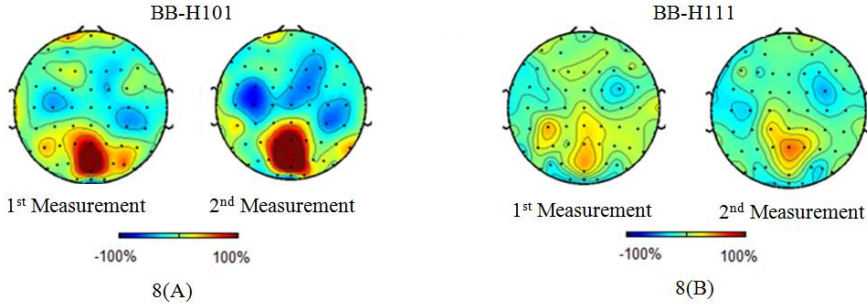 BB-H101
BB-H111
1st Measurement
2nd Measurement
1st Measurement
2nd Measurement
-100%
100%
-100%
100%
8(A)
8(B)